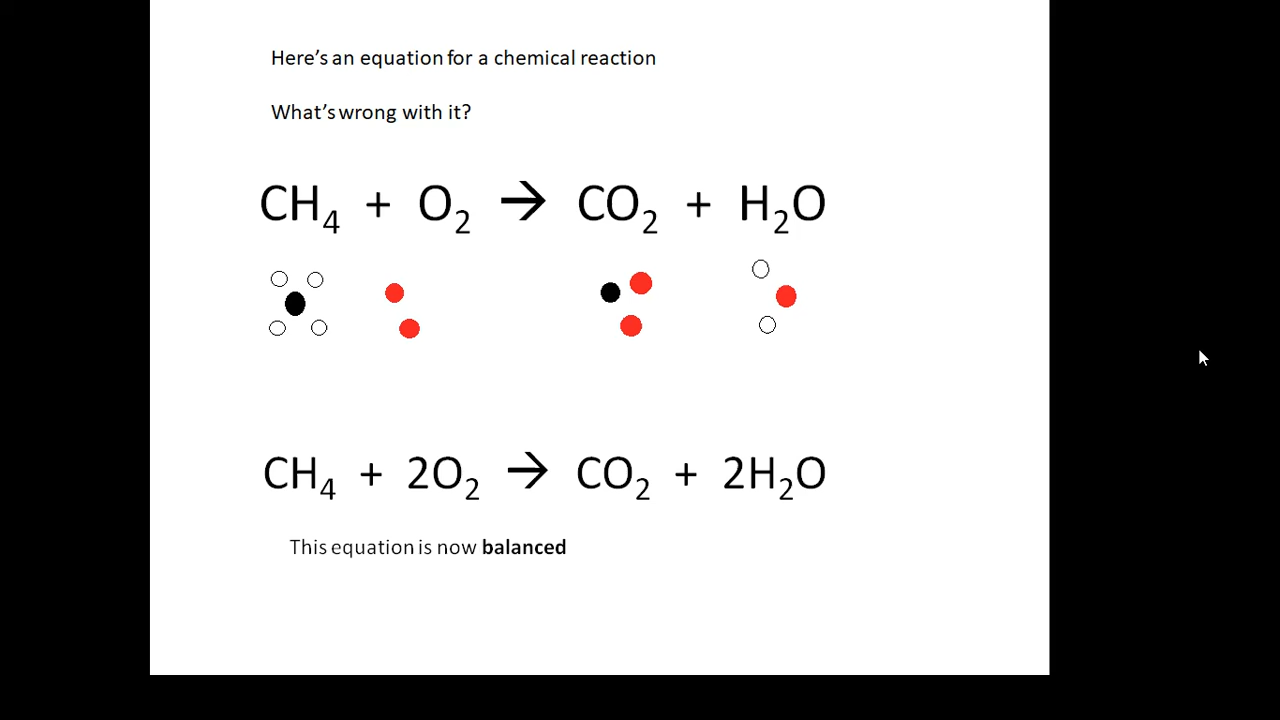 Here's an equation for a chemical reaction
What's wrong with it?
CH₄ + O₂ → CO₂ + H₂O
CH₄ + 2O₂ → CO₂ + 2H₂O
This equation is now balanced